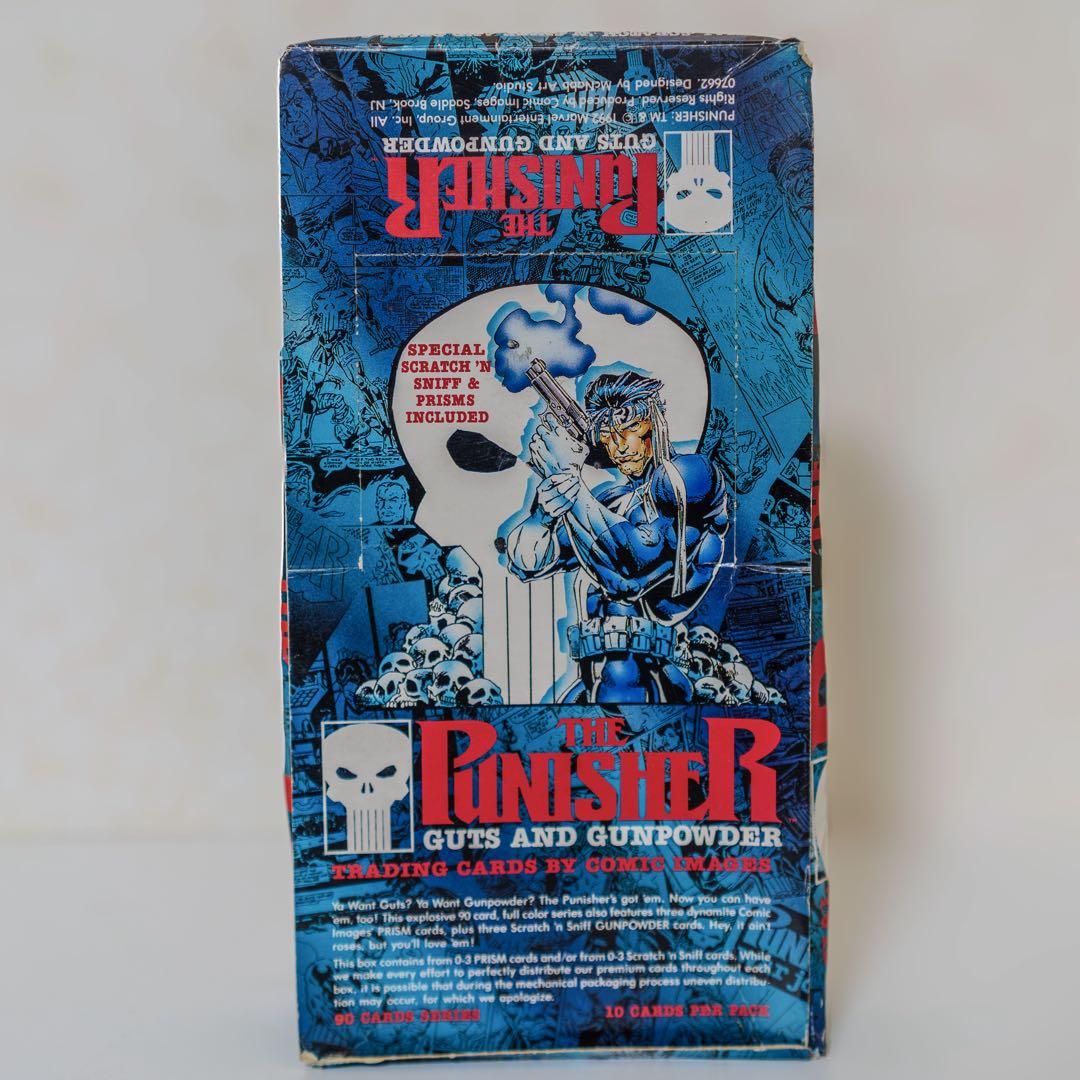 PUNISHER: TM & © 1992 Marvel Entertainment Group, Inc. All
Rights Reserved. Produced by Comic Images, Saddle Brook, NJ
07662. Designed by McNabb Art Studio.
THE
PUNISHER
GUTS AND GUNPOWDER
SPECIAL
SCRATCH 'N
SNIFF &
PRISMS
INCLUDED
THE
PUNISHER™
GUTS AND GUNPOWDER
TRADING CARDS BY COMIC IMAGES
Ya Want Guts? Ya Want Gunpowder? The Punisher's got 'em. Now you can have
'em, too! This explosive 90 card, full color series also features three dynamite Comic
Images' PRISM cards, plus three Scratch 'n Sniff GUNPOWDER cards. Hey, it ain't
roses, but you'll love 'em!
This box contains from 0-3 PRISM cards and/or from 0-3 Scratch 'n Sniff cards. While
we make every effort to perfectly distribute our premium cards throughout each
box, it is possible that during the mechanical packaging process uneven distribu-
tion may occur, for which we apologize.
90 CARDS SERIES
10 CARDS PER PACK